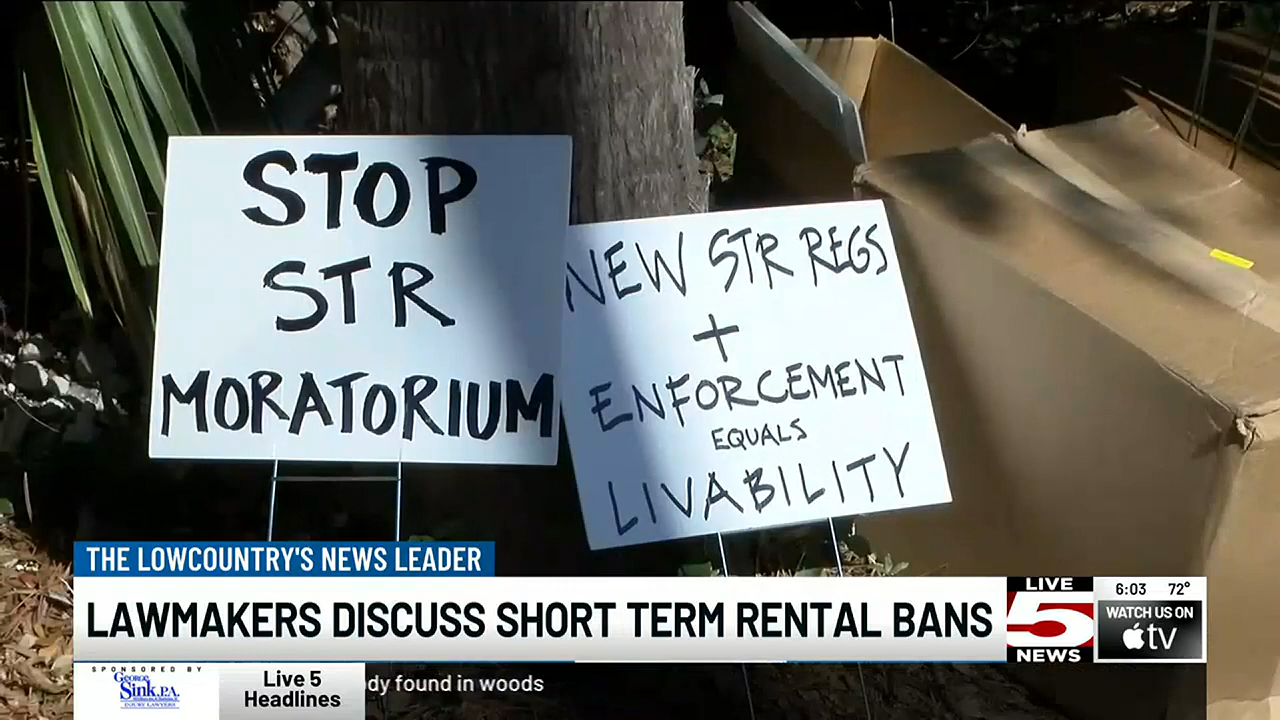 STOP
STR
MORATORIUM
NEW STR REGS
+
ENFORCEMENT
EQUALS
LIVABILITY
THE LOWCOUNTRY'S NEWS LEADER
LAWMAKERS DISCUSS SHORT TERM RENTAL BANS
LIVE
5
NEWS
6:03 72°
WATCH US ON
tv
SPONSORED BY
George
Sink, P.A.
INJURY LAWYERS
Live 5
Headlines
dy found in woods